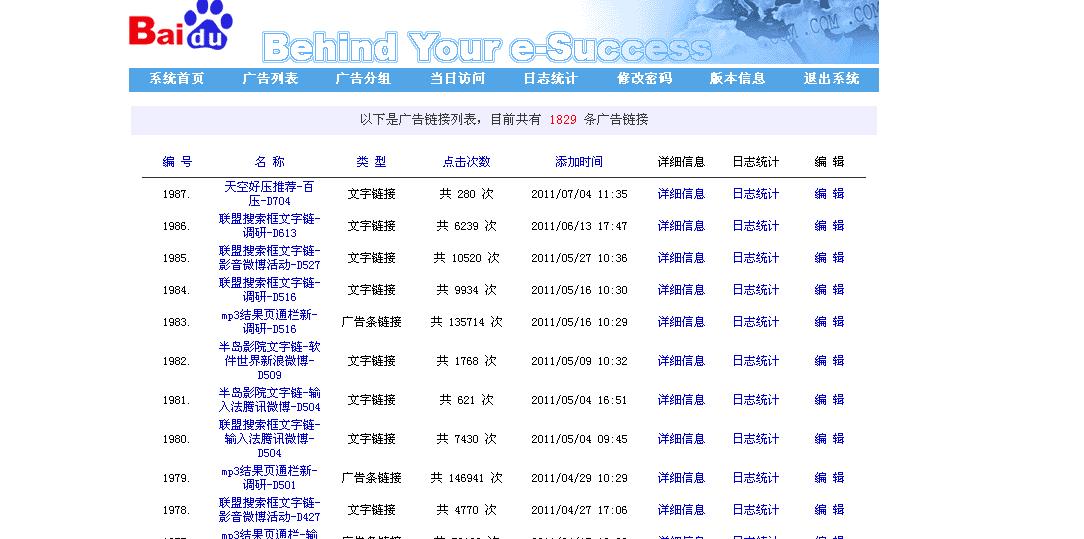 Baidu
Behind Your e-Success
系统首页 广告列表 广告分组 当日访问 日志统计 修改密码 版本信息 退出系统
以下是广告链接列表，目前共有 1829 条广告链接
编 号 名 称 类 型 点击次数 添加时间 详细信息 日志统计 编 辑
1987. 天空好压推荐-百 文字链接 共 280 次 2011/07/04 11:35 详细信息 日志统计 编 辑
压-D704
1986. 联盟搜索框文字链- 文字链接 共 6239 次 2011/06/13 17:47 详细信息 日志统计 编 辑
调研-D613
1985. 联盟搜索框文字链- 文字链接 共 10520 次 2011/05/27 10:36 详细信息 日志统计 编 辑
影音微博活动-D527
1984. 联盟搜索框文字链- 文字链接 共 9934 次 2011/05/16 10:30 详细信息 日志统计 编 辑
调研-D516
1983. mp3结果页通栏新- 广告条链接 共 135714 次 2011/05/16 10:29 详细信息 日志统计 编 辑
调研-D516
半岛影院文字链-软
1982. 件世界新浪微博- 文字链接 共 1768 次 2011/05/09 10:32 详细信息 日志统计 编 辑
D509
1981. 半岛影院文字链-输 文字链接 共 621 次 2011/05/04 16:51 详细信息 日志统计 编 辑
入法腾讯微博-D504
联盟搜索框文字链-
1980. 输入法腾讯微博- 文字链接 共 7430 次 2011/05/04 09:45 详细信息 日志统计 编 辑
D504
1979. mp3结果页通栏新- 广告条链接 共 146941 次 2011/04/29 10:29 详细信息 日志统计 编 辑
调研-D501
1978. 联盟搜索框文字链- 文字链接 共 4770 次 2011/04/27 17:06 详细信息 日志统计 编 辑
影音微博活动-D427
mp3结果页通栏-输